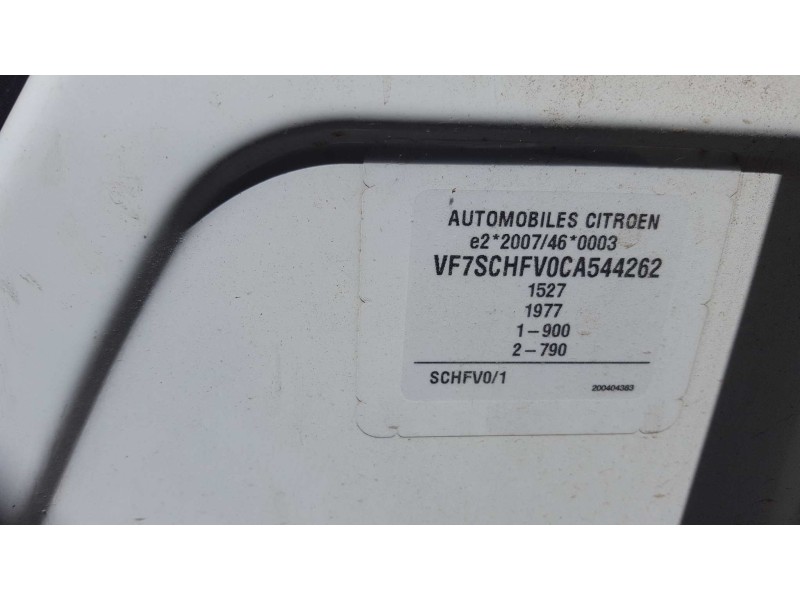 AUTOMOBILES CITROEN
e2*2007/46*0003
VF7SCHFV0CA544262
1527
1977
1-900
2-790
SCHFV0/1
200404383